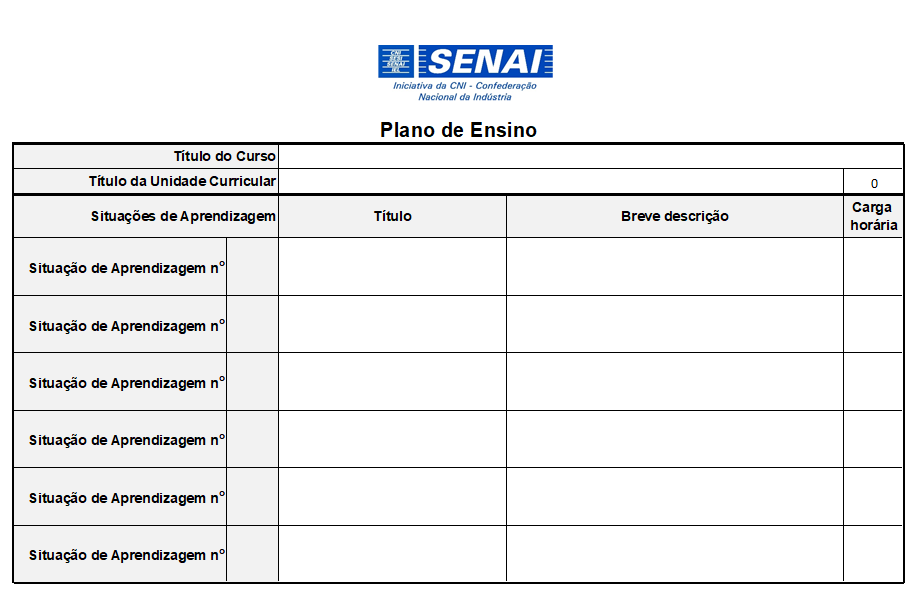 CNI
SESI
SENAI
IEL
SENAI
Iniciativa da CNI - Confederação
Nacional da Indústria
Plano de Ensino
Título do Curso
Título da Unidade Curricular 0
Situações de Aprendizagem Título Breve descrição Carga horária
Situação de Aprendizagem nº
Situação de Aprendizagem nº
Situação de Aprendizagem nº
Situação de Aprendizagem nº
Situação de Aprendizagem nº
Situação de Aprendizagem nº